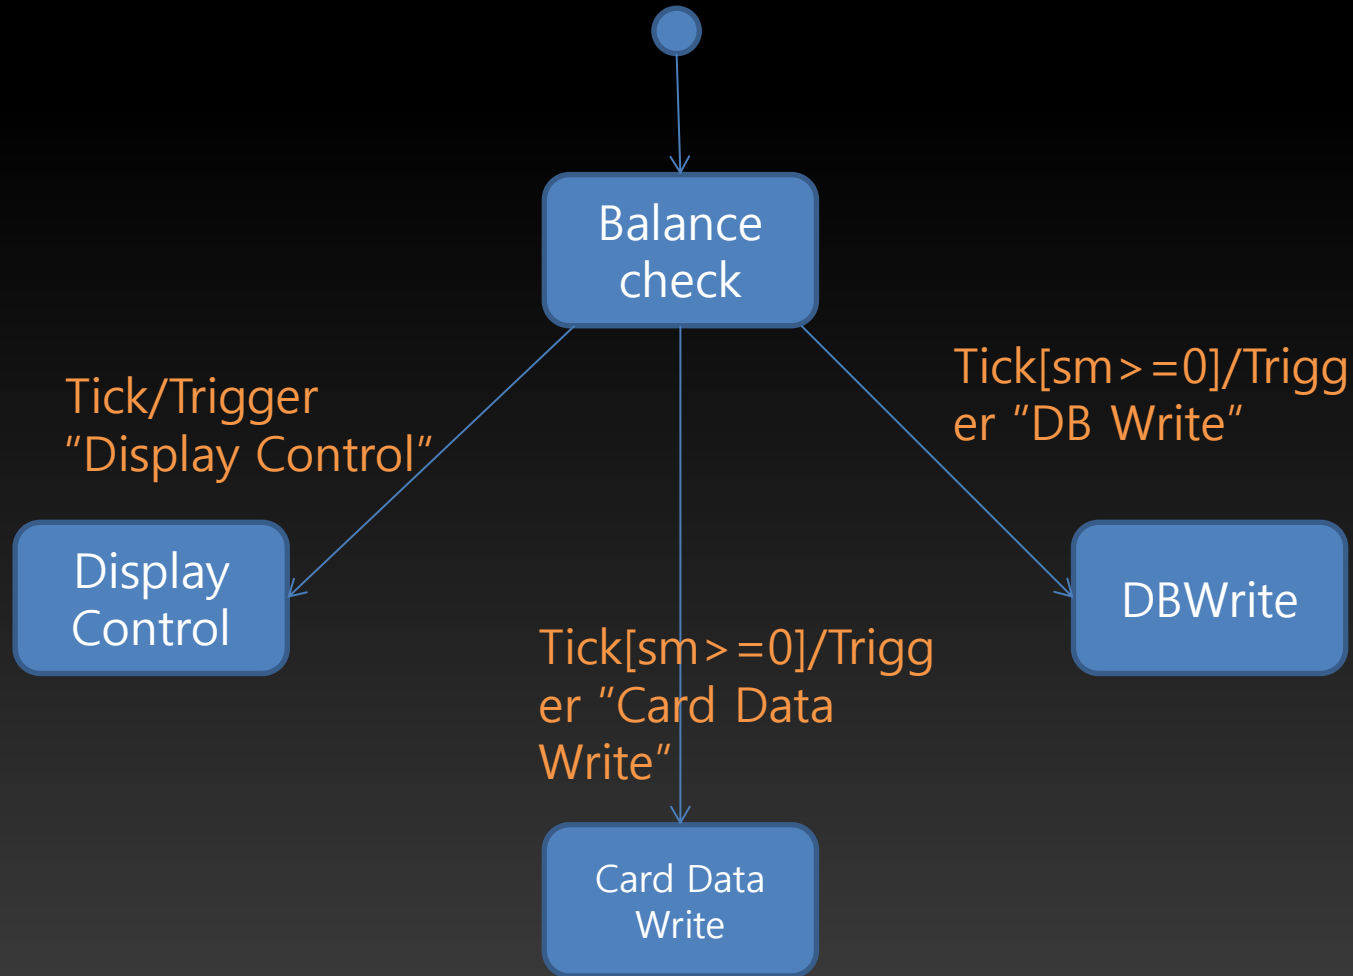 Balance
check
Tick/Trigger
"Display Control"
Tick[sm>=0]/Trigg
er "DB Write"
Display
Control
DBWrite
Tick[sm>=0]/Trigg
er "Card Data
Write"
Card Data
Write